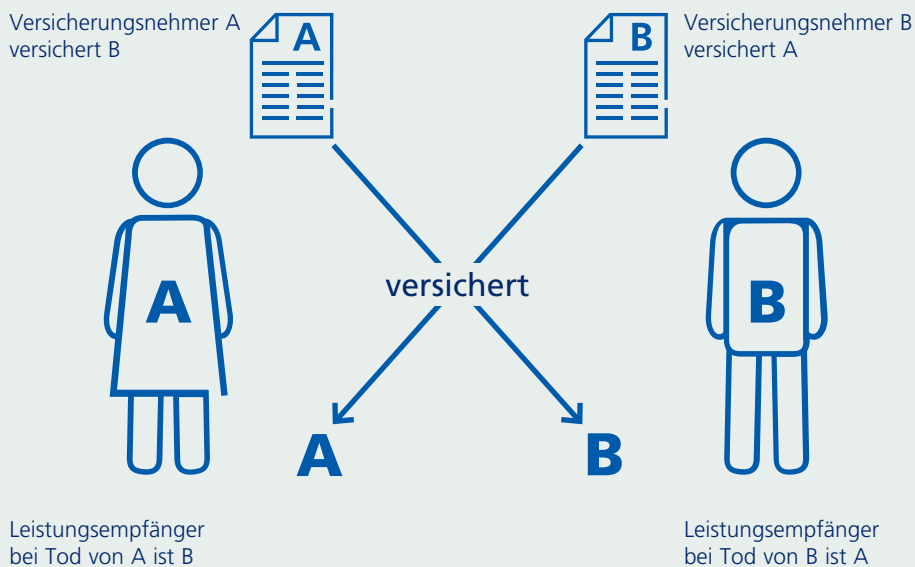 Versicherungsnehmer A
versichert B
A
B
Versicherungsnehmer B
versichert A
A
versichert
B
A
B
Leistungsempfänger
bei Tod von A ist B
Leistungsempfänger
bei Tod von B ist A